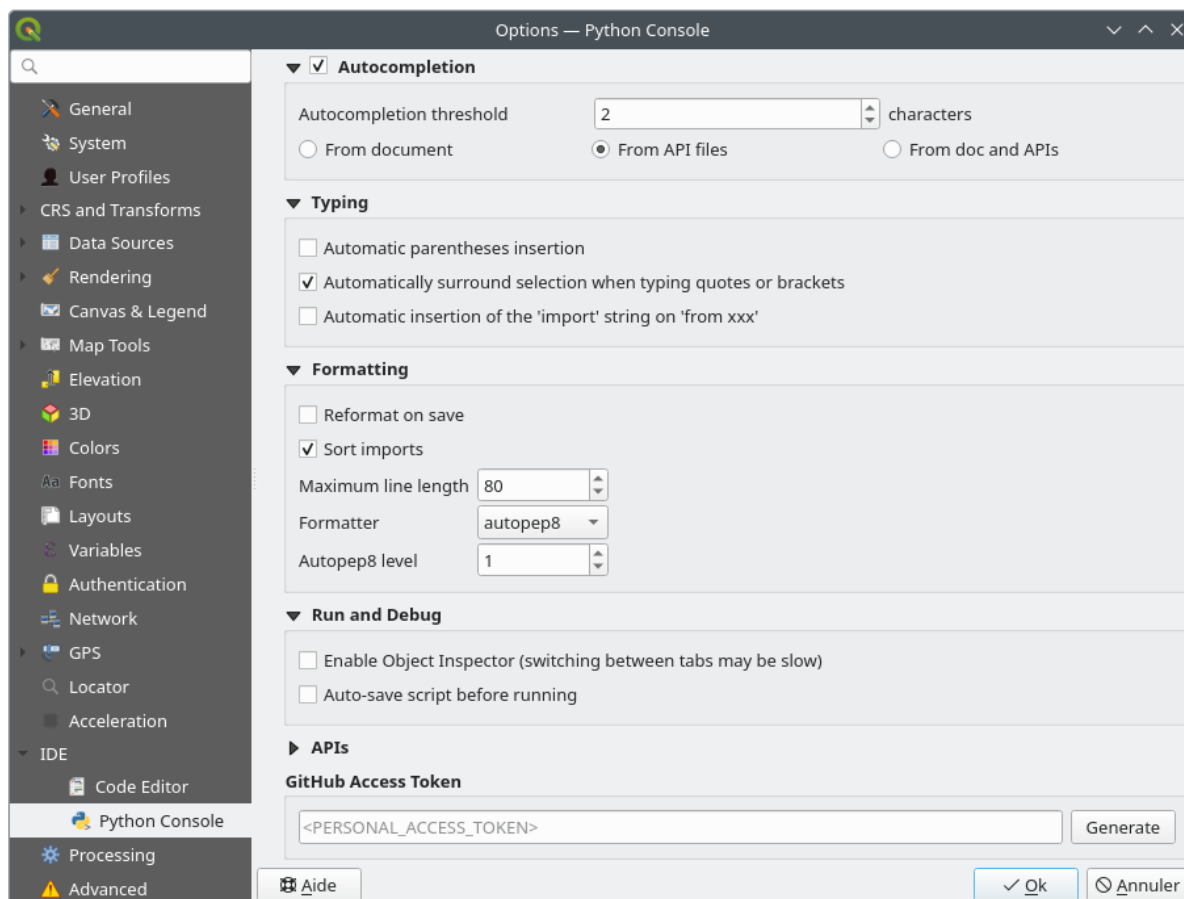 Options — Python Console
Autocompletion
Autocompletion threshold 2 characters
From document From API files From doc and APIs
Typing
Automatic parentheses insertion
Automatically surround selection when typing quotes or brackets
Automatic insertion of the 'import' string on 'from xxx'
Formatting
Reformat on save
Sort imports
Maximum line length 80
Formatter autopep8
Autopep8 level 1
Run and Debug
Enable Object Inspector (switching between tabs may be slow)
Auto-save script before running
APIs
GitHub Access Token
<PERSONAL_ACCESS_TOKEN> Generate
General
System
User Profiles
CRS and Transforms
Data Sources
Rendering
Canvas & Legend
Map Tools
Elevation
3D
Colors
Aa Fonts
Layouts
Variables
Authentication
Network
GPS
Locator
Acceleration
IDE
Code Editor
Python Console
Processing
Advanced
Aide Ok Annuler